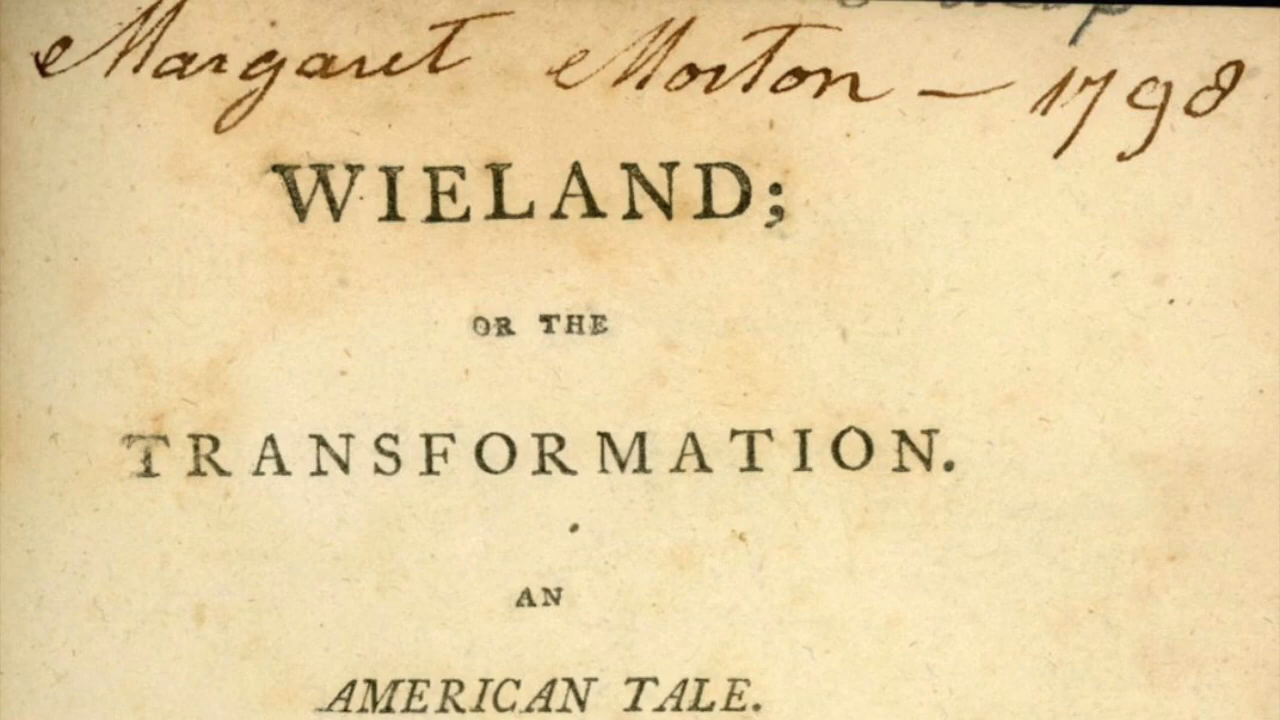 Margaret Morton — 1798
WIELAND;
OR THE
TRANSFORMATION.
AN
AMERICAN TALE.